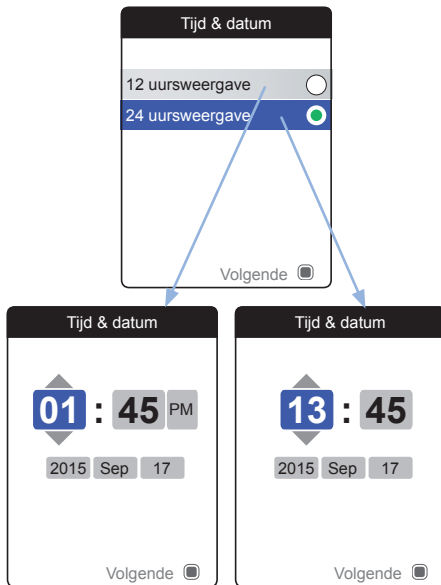 Tijd & datum
12 uursweergave
24 uursweergave
Volgende
Tijd & datum
01 : 45 PM
2015 Sep 17
Volgende
Tijd & datum
13 : 45
2015 Sep 17
Volgende